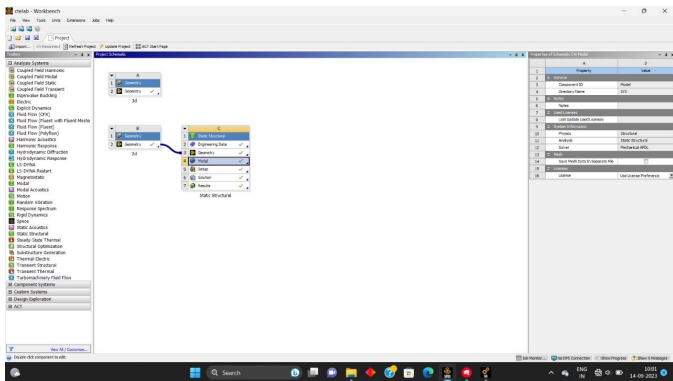 ctelab - Workbench
File View Tools Units Extensions Jobs Help
Project
Import... Reconnect Refresh Project Update Project ACT Start Page
Toolbox
Analysis Systems
Coupled Field Harmonic
Coupled Field Modal
Coupled Field Static
Coupled Field Transient
Eigenvalue Buckling
Electric
Explicit Dynamics
Fluid Flow (CFX)
Fluid Flow (Fluent with Fluent Meshing)
Fluid Flow (Fluent)
Fluid Flow (Polyflow)
Harmonic Acoustics
Harmonic Response
Hydrodynamic Diffraction
Hydrodynamic Response
LS-DYNA
LS-DYNA Restart
Magnetostatic
Modal
Modal Acoustics
Motion
Random Vibration
Response Spectrum
Rigid Dynamics
Speos
Static Acoustics
Static Structural
Steady-State Thermal
Structural Optimization
Substructure Generation
Thermal-Electric
Transient Structural
Transient Thermal
Turbomachinery Fluid Flow
Component Systems
Custom Systems
Design Exploration
ACT
View All / Customize...
Project Schematic
A
1 Geometry
2 Geometry
3d
B
1 Geometry
2 Geometry
7d
C
1 Static Structural
2 Engineering Data
3 Geometry
4 Model
5 Setup
6 Solution
7 Results
Static Structural
Properties of Schematic C4: Model
A B
1 Property Value
2 General
3 Component ID Model
4 Directory Name SYS
5 Notes
6 Notes
7 Used Licenses
8 Last Update Used Licenses
9 System Information
10 Physics Structural
11 Analysis Static Structural
12 Solver Mechanical APDL
13 Mesh
14 Save Mesh Data In Separate File
15 Licenses
16 License Use License Preference
Double-click component to edit.
Job Monitor... No DPS Connection Show Progress Show 0 Messages
Search
ENG
IN
10:01
14-09-2023